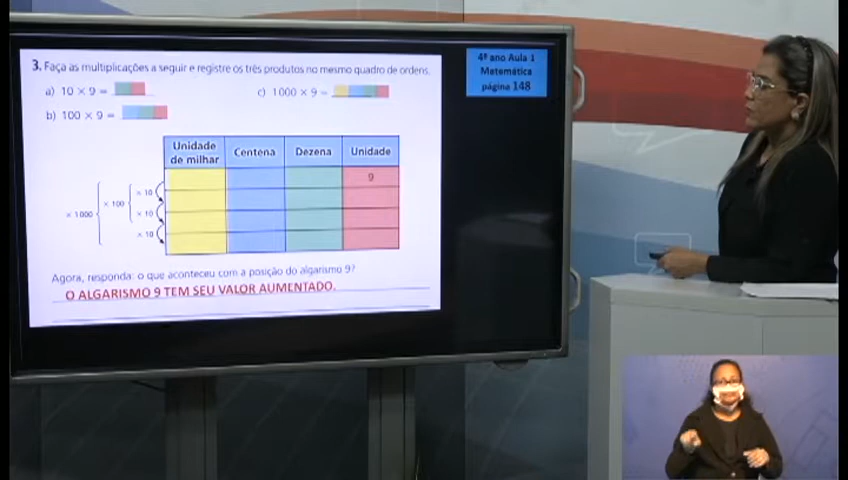 3. Faça as multiplicações a seguir e registre os três produtos no mesmo quadro de ordens.
a) 10 × 9 =
c) 1000 × 9 =
b) 100 × 9 =
Unidade de milhar Centena Dezena Unidade
9
× 10
× 1000 × 100 × 10
× 10
Agora, responda: o que aconteceu com a posição do algarismo 9?
O ALGARISMO 9 TEM SEU VALOR AUMENTADO.
4º ano Aula 1
Matemática
página 148